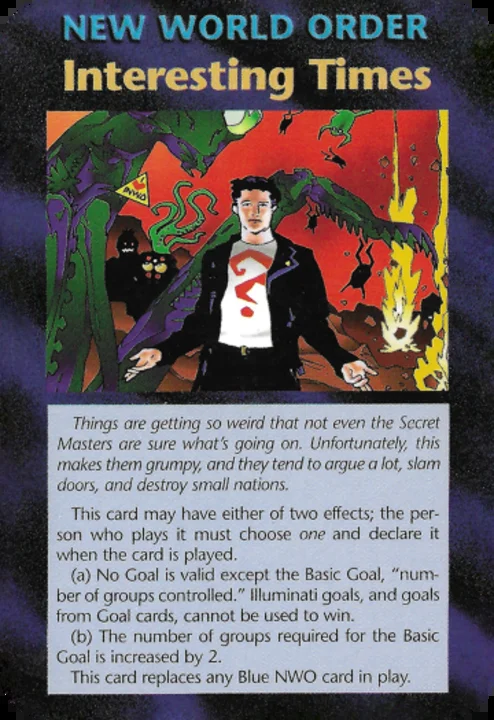 NEW WORLD ORDER
Interesting Times
INWO
Things are getting so weird that not even the Secret
Masters are sure what's going on. Unfortunately, this
makes them grumpy, and they tend to argue a lot, slam
doors, and destroy small nations.
This card may have either of two effects; the per-
son who plays it must choose one and declare it
when the card is played.
(a) No Goal is valid except the Basic Goal, "num-
ber of groups controlled." Illuminati goals, and goals
from Goal cards, cannot be used to win.
(b) The number of groups required for the Basic
Goal is increased by 2.
This card replaces any Blue NWO card in play.